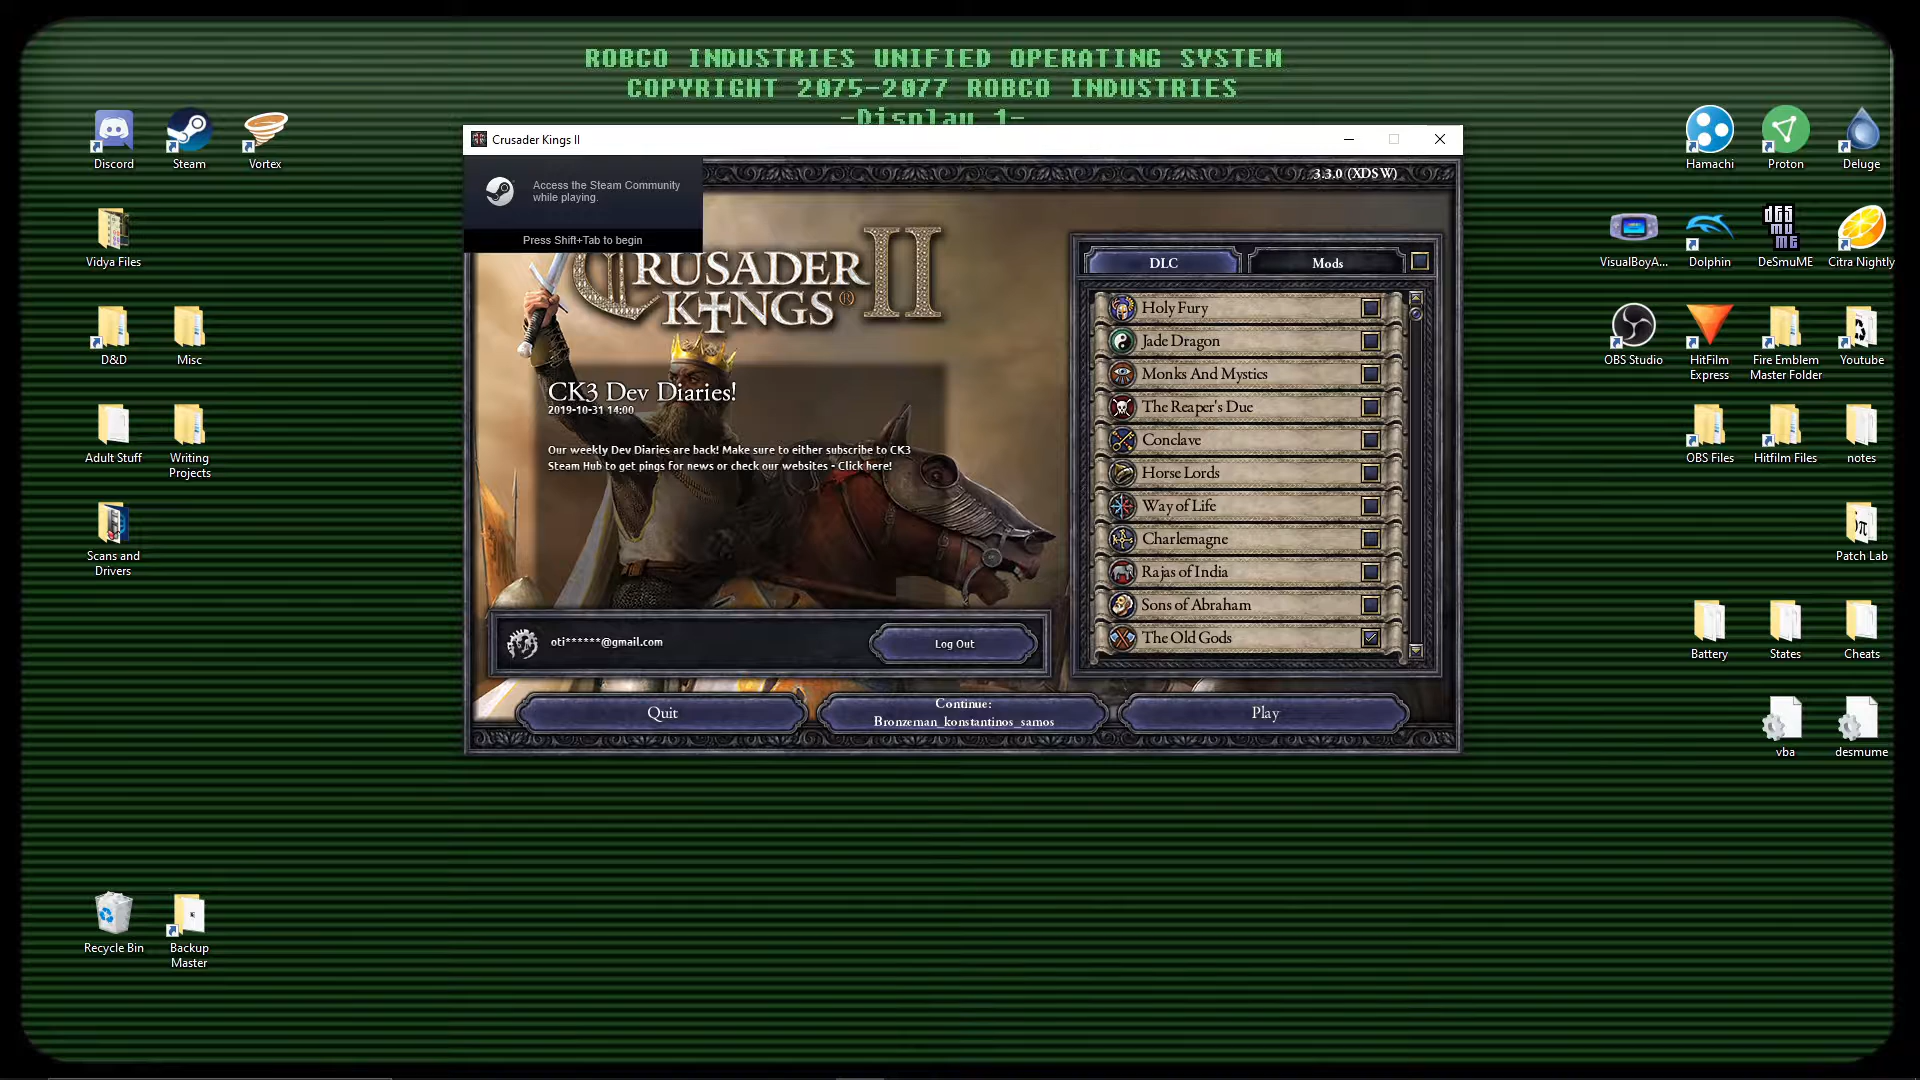 ROBCO INDUSTRIES UNIFIED OPERATING SYSTEM
COPYRIGHT 2075-2077 ROBCO INDUSTRIES
-Display 1-
Discord
Steam
Vortex
Vidya Files
D&D
Misc
Adult Stuff
Writing
Projects
Scans and
Drivers
Recycle Bin
Backup
Master
Crusader Kings II
Access the Steam Community
while playing.
Press Shift+Tab to begin
3.3.0 (XDSW)
CRUSADER
KINGS® II
CK3 Dev Diaries!
2019-10-31 14:00
Our weekly Dev Diaries are back! Make sure to either subscribe to CK3
Steam Hub to get pings for news or check our websites - Click here!
oti******@gmail.com
Log Out
DLC
Mods
Holy Fury
Jade Dragon
Monks And Mystics
The Reaper's Due
Conclave
Horse Lords
Way of Life
Charlemagne
Rajas of India
Sons of Abraham
The Old Gods
Quit
Continue:
Bronzeman_konstantinos_samos
Play
Hamachi
Proton
Deluge
VisualBoyA...
Dolphin
DeSmuME
Citra Nightly
OBS Studio
HitFilm
Express
Fire Emblem
Master Folder
Youtube
OBS Files
Hitfilm Files
notes
Patch Lab
Battery
States
Cheats
vba
desmume